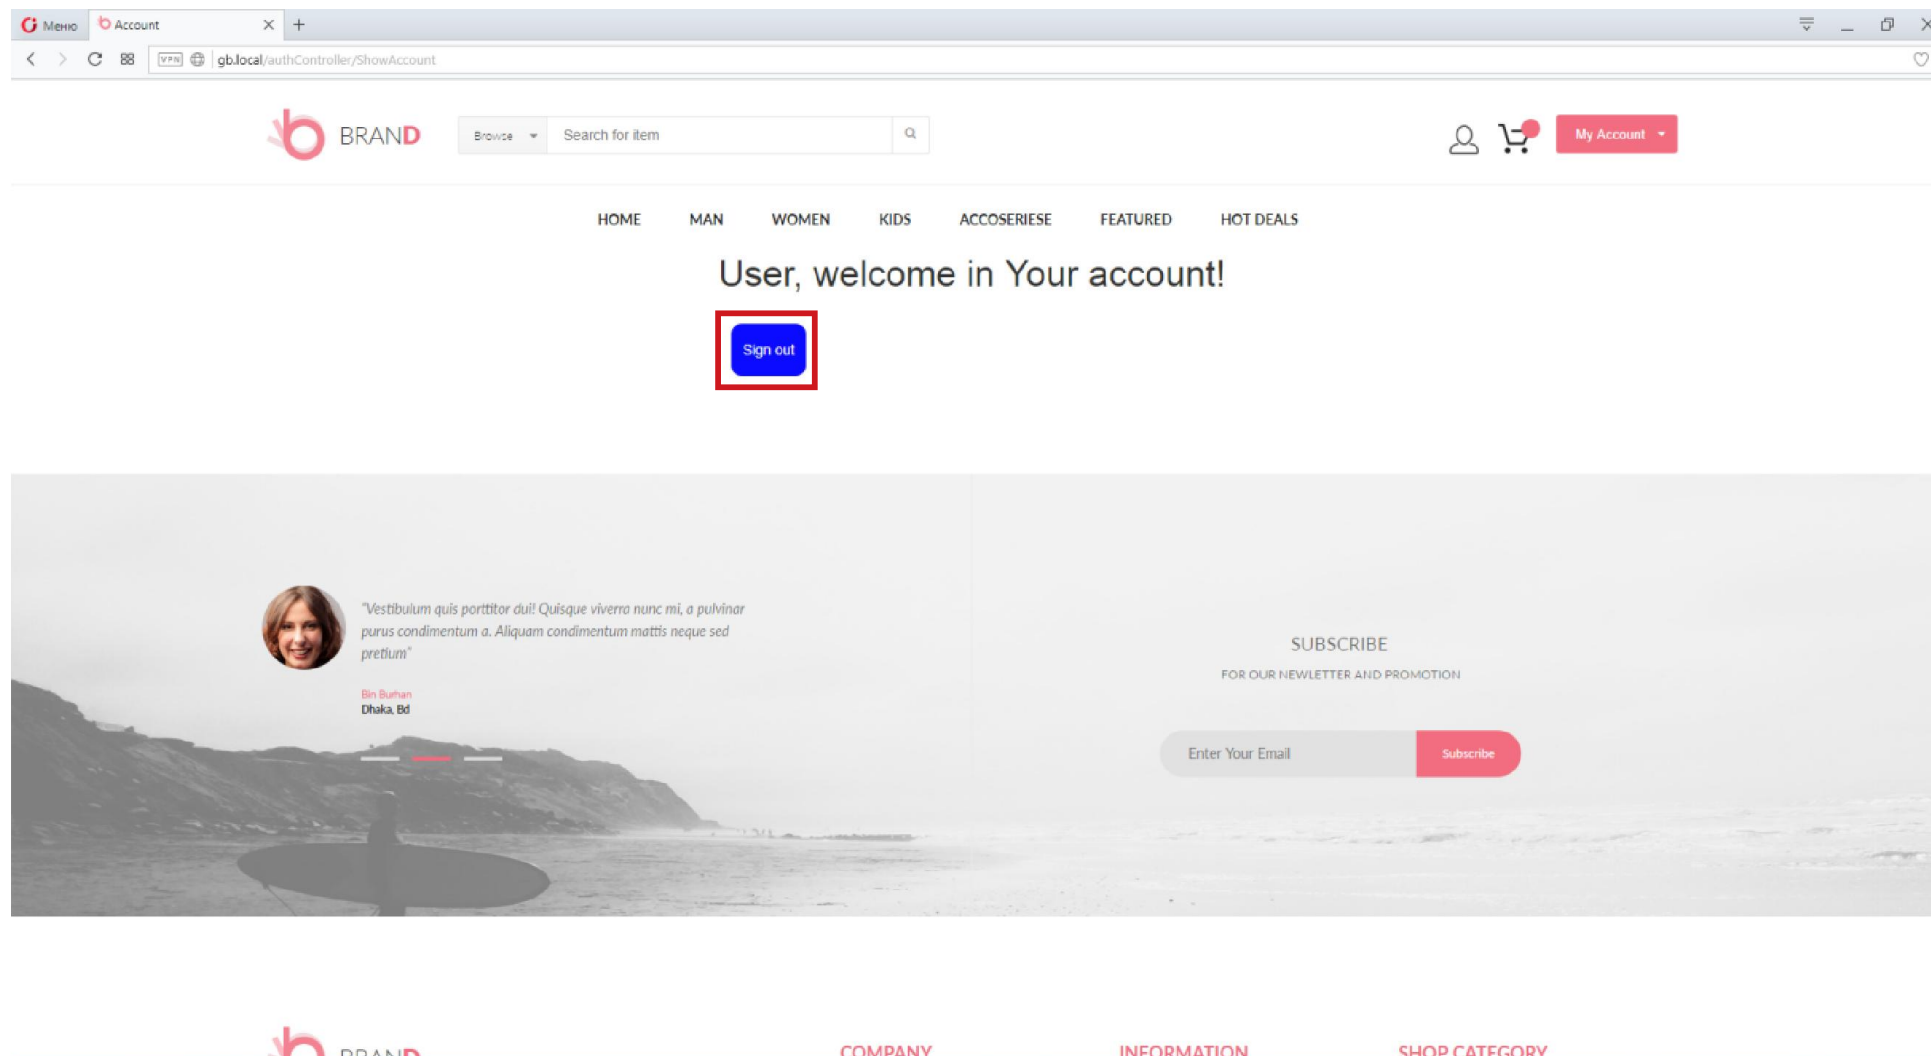 Меню Account
VPN gb.local/authController/ShowAccount
BRAND Browse Search for item My Account
HOME MAN WOMEN KIDS ACCOSERIESE FEATURED HOT DEALS
User, welcome in Your account!
Sign out
"Vestibulum quis porttitor dui! Quisque viverra nunc mi, a pulvinar
purus condimentum a. Aliquam condimentum mattis neque sed
pretium"
Bin Burhan
Dhaka, Bd
SUBSCRIBE
FOR OUR NEWLETTER AND PROMOTION
Enter Your Email Subscribe
BRAND COMPANY INFORMATION SHOP CATEGORY